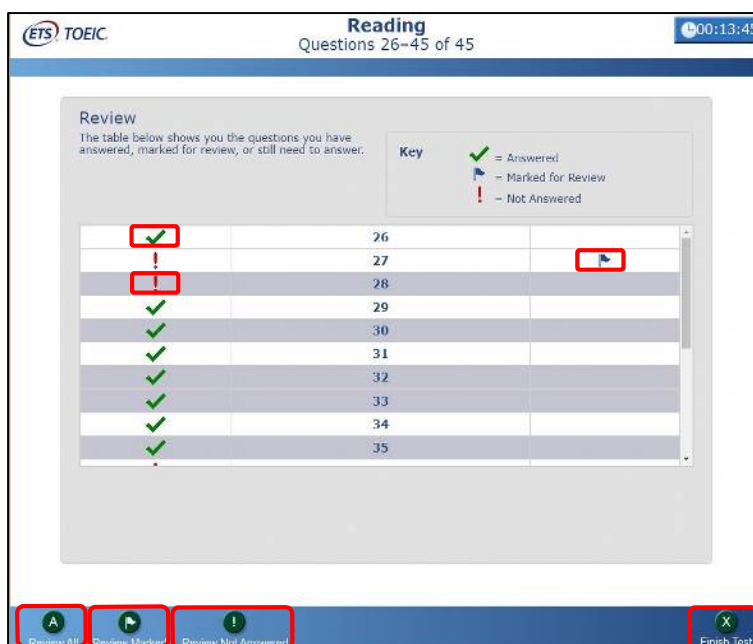 ETS TOEIC
Reading
Questions 26–45 of 45
00:13:45
Review
The table below shows you the questions you have
answered, marked for review, or still need to answer.
Key
= Answered
= Marked for Review
! = Not Answered
26
! 27
! 28
29
30
31
32
33
34
35
A
!
X
Review All
Review Marked
Review Not Answered
Finish Test